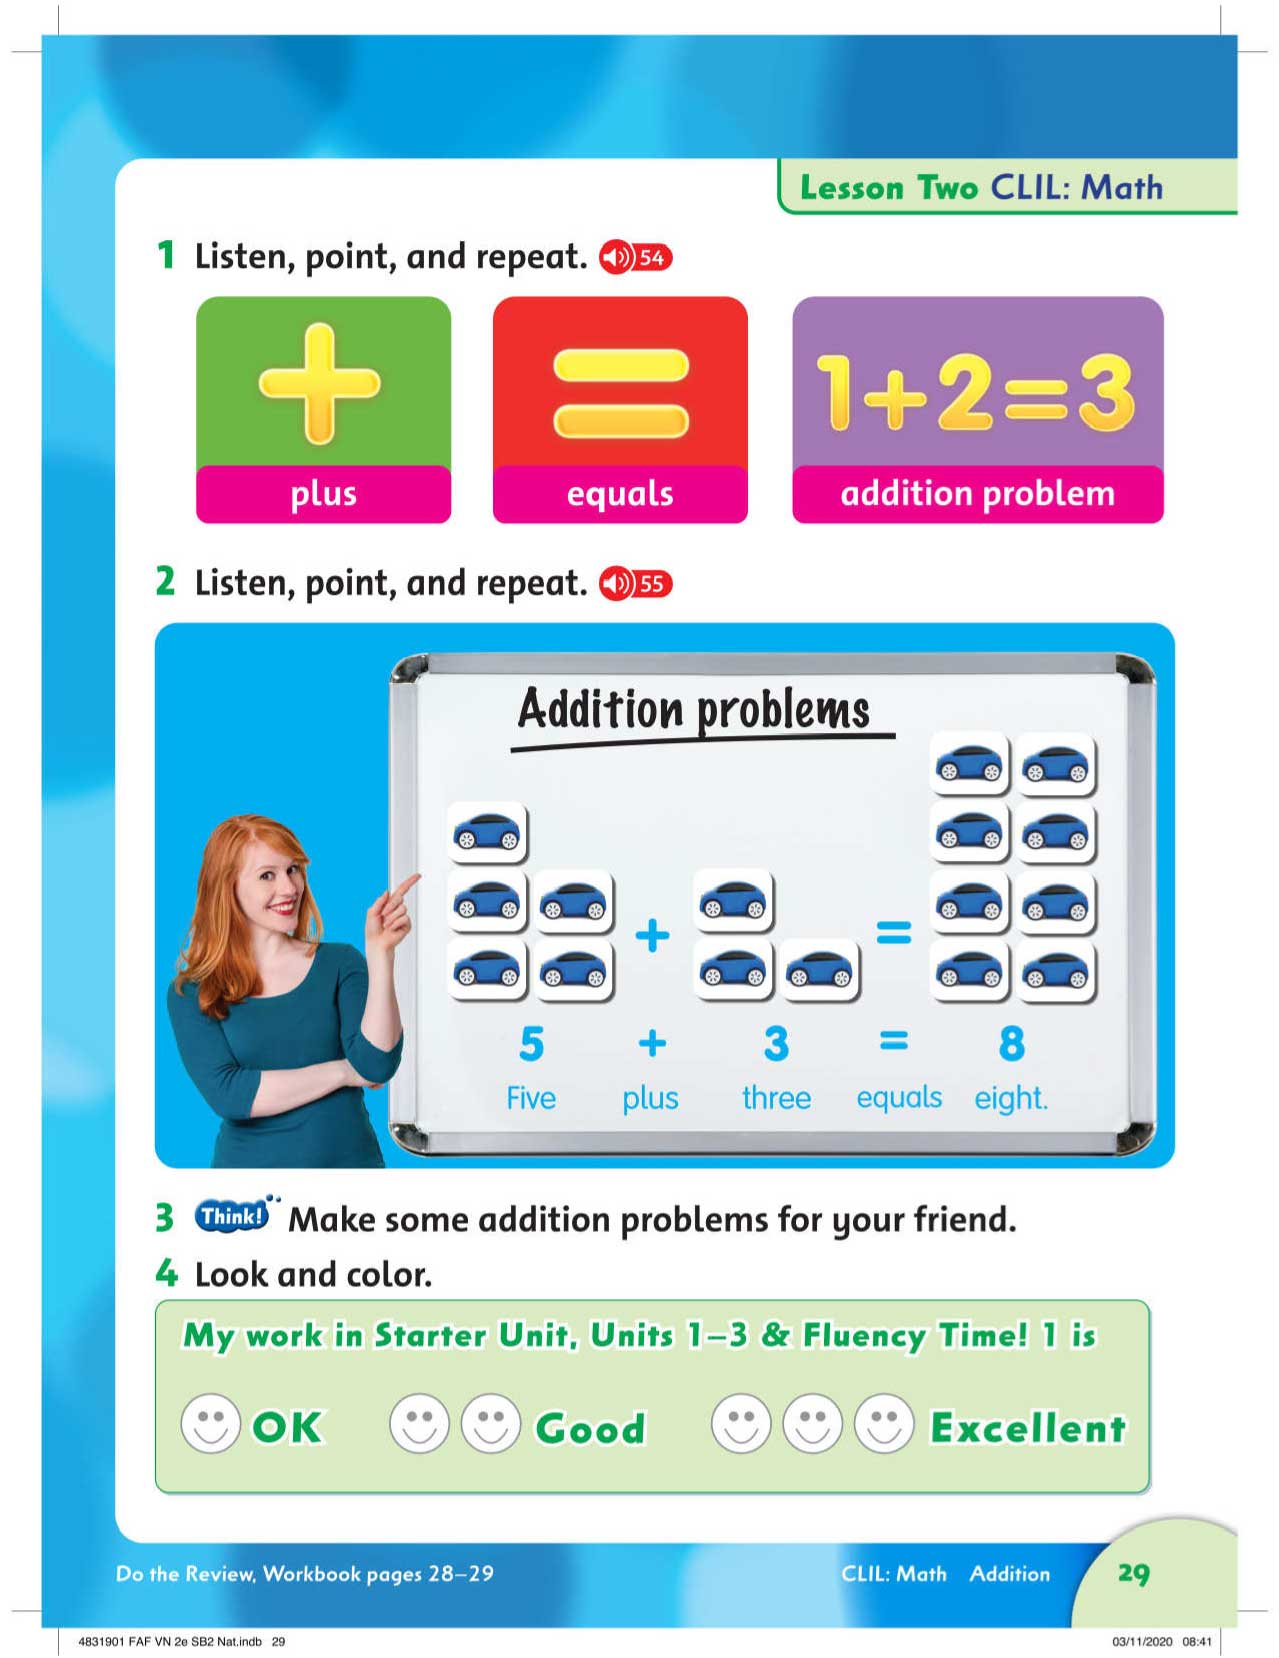 Lesson Two CLIL: Math
1 Listen, point, and repeat. 54
1+2=3
plus equals addition problem
2 Listen, point, and repeat. 55
Addition problems
+ =
5 + 3 = 8
Five plus three equals eight.
3 Think! Make some addition problems for your friend.
4 Look and color.
My work in Starter Unit, Units 1–3 & Fluency Time! 1 is
OK Good Excellent
Do the Review, Workbook pages 28–29 CLIL: Math Addition 29
4831901 FAF VN 2e SB2 Nat.indb 29 03/11/2020 08:41